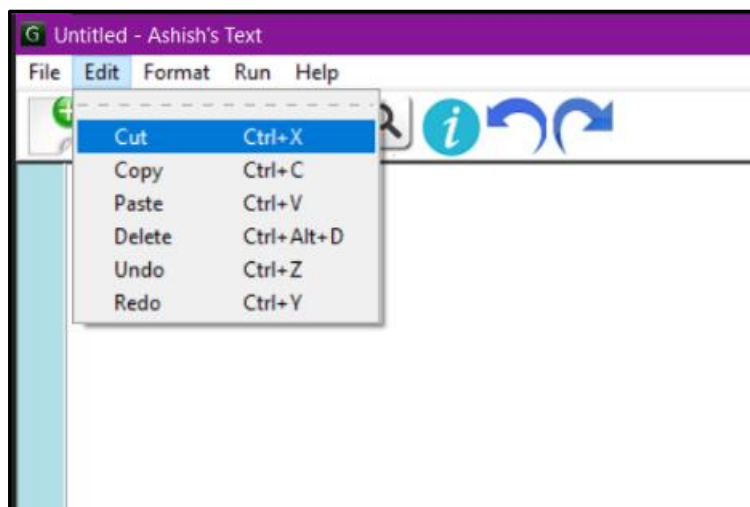 G Untitled - Ashish's Text
File Edit Format Run Help
Cut Ctrl+X
Copy Ctrl+C
Paste Ctrl+V
Delete Ctrl+Alt+D
Undo Ctrl+Z
Redo Ctrl+Y
i